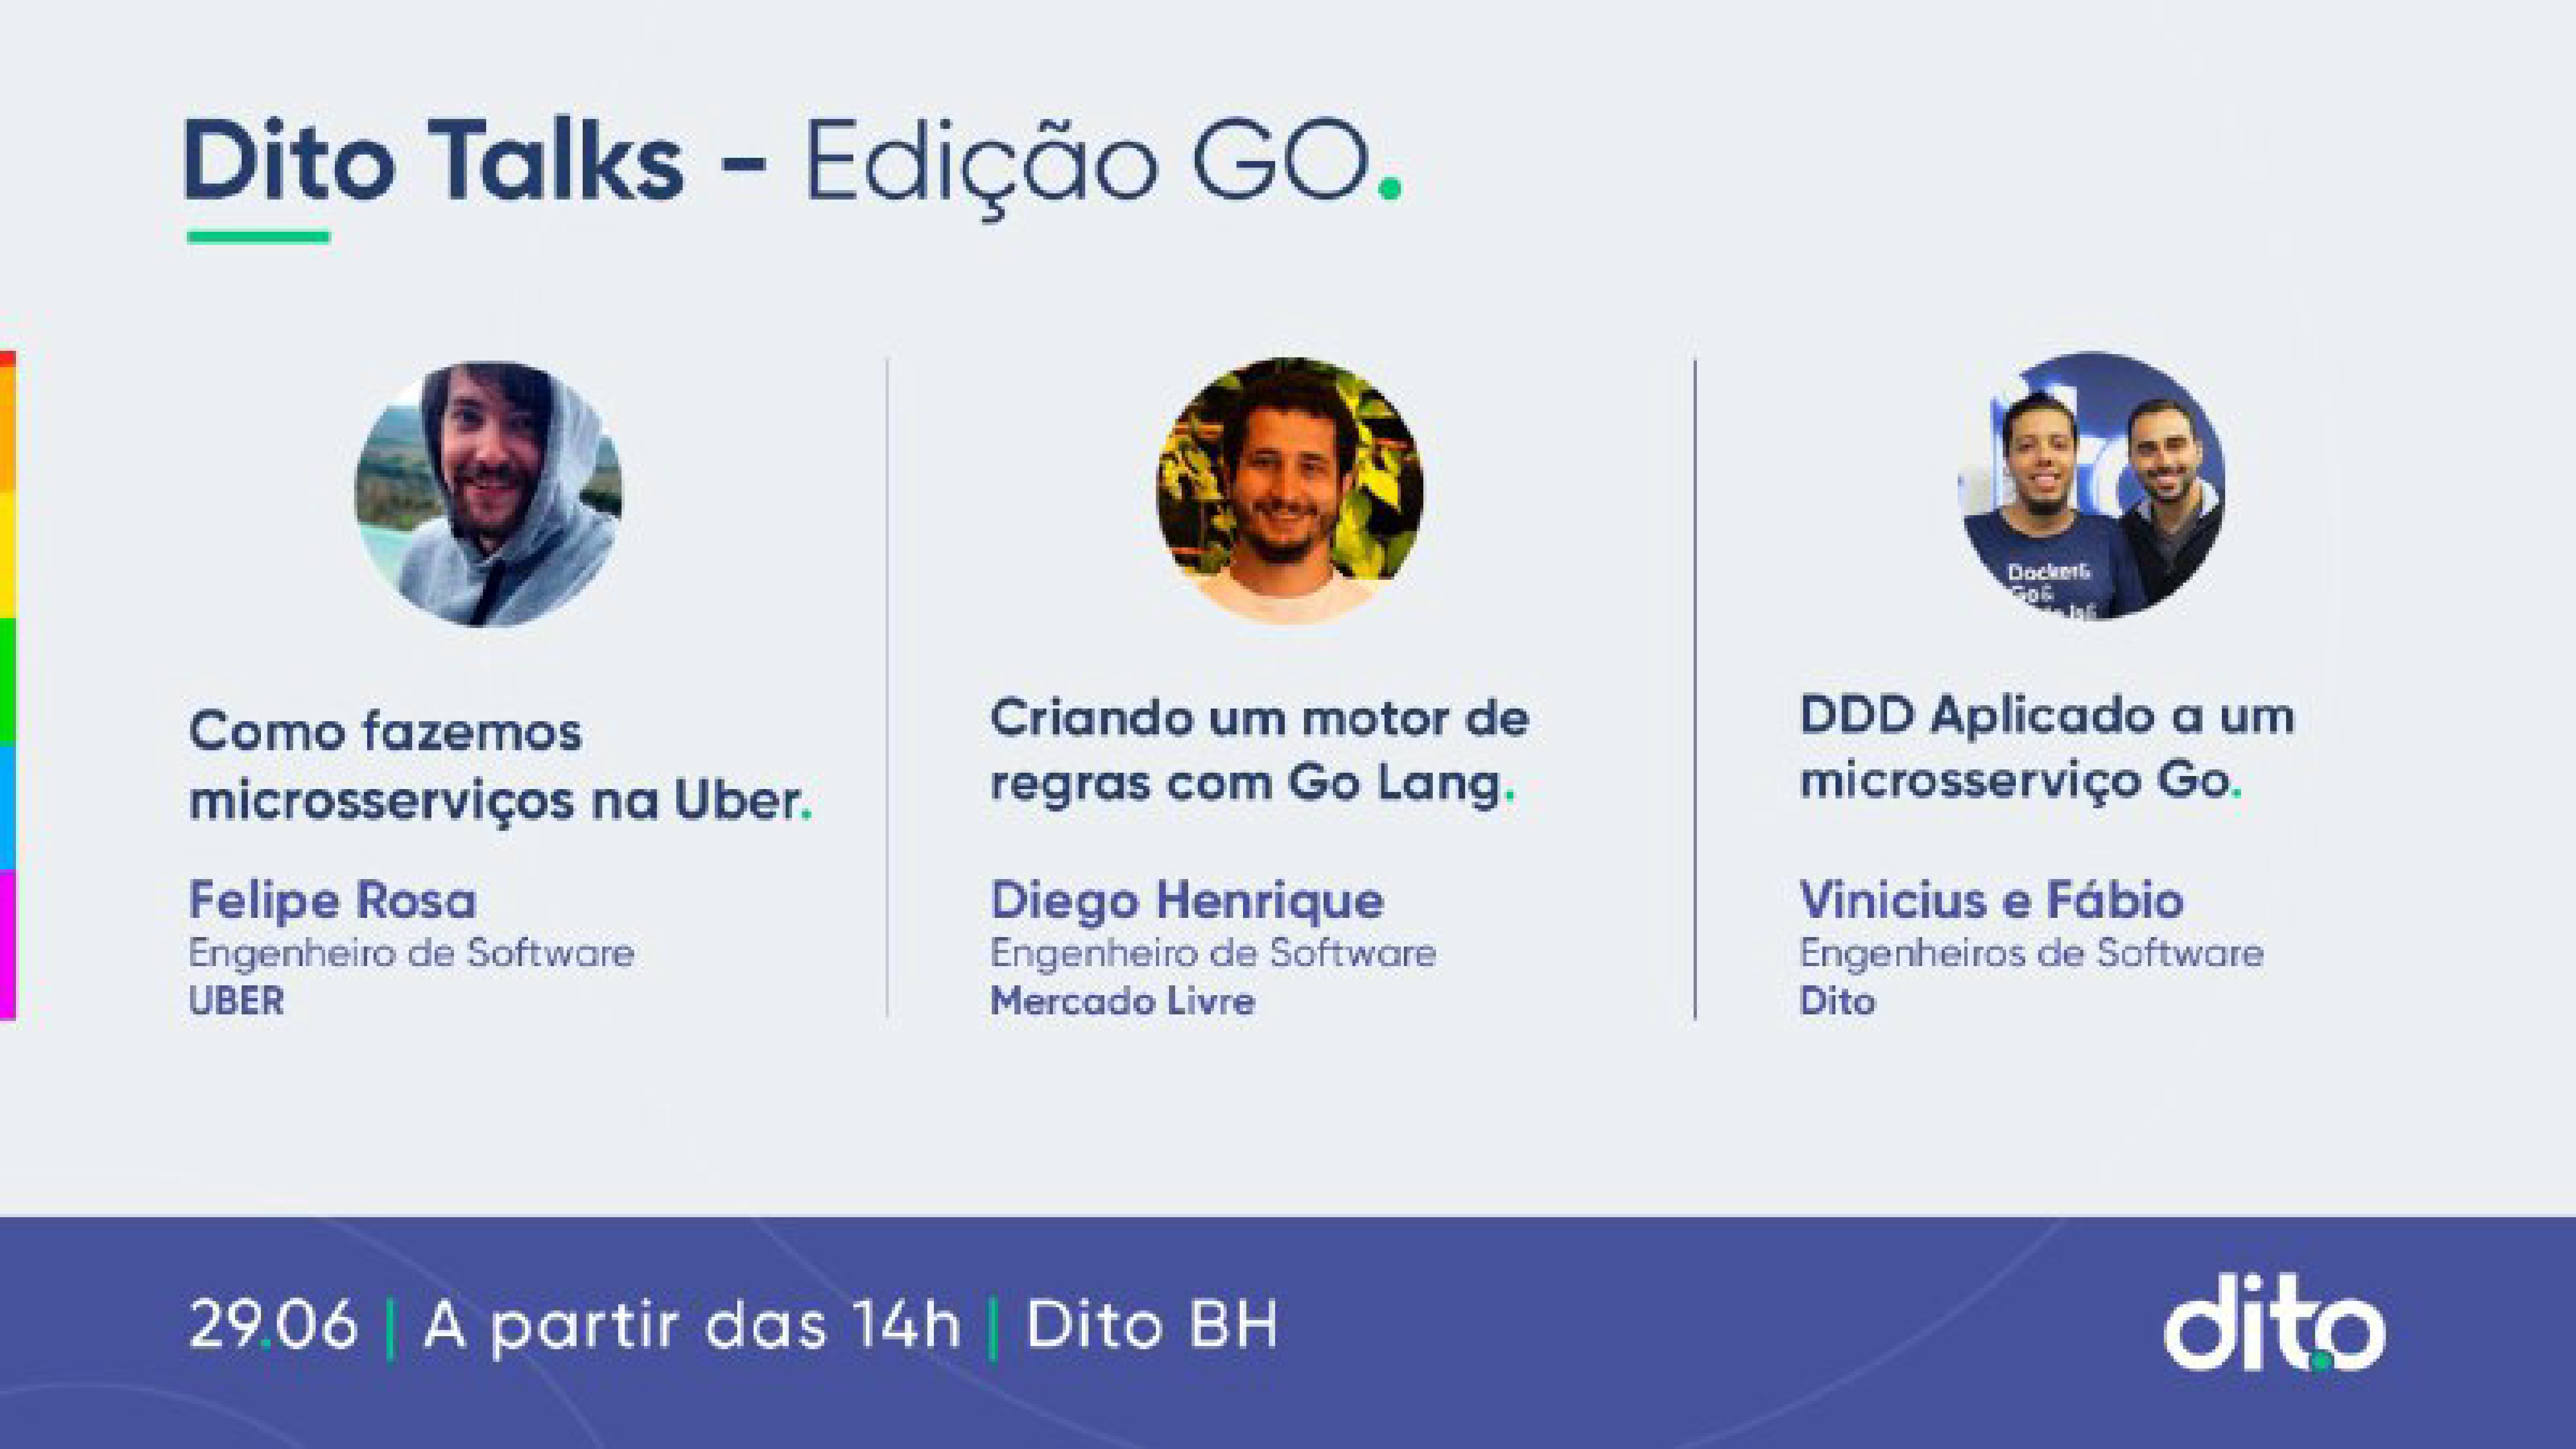 Dito Talks - Edição GO.
Docker&
Go&
Como fazemos
microsserviços na Uber.
Felipe Rosa
Engenheiro de Software
UBER
Criando um motor de
regras com Go Lang.
Diego Henrique
Engenheiro de Software
Mercado Livre
DDD Aplicado a um
microsserviço Go.
Vinicius e Fábio
Engenheiros de Software
Dito
29.06 | A partir das 14h | Dito BH
dito